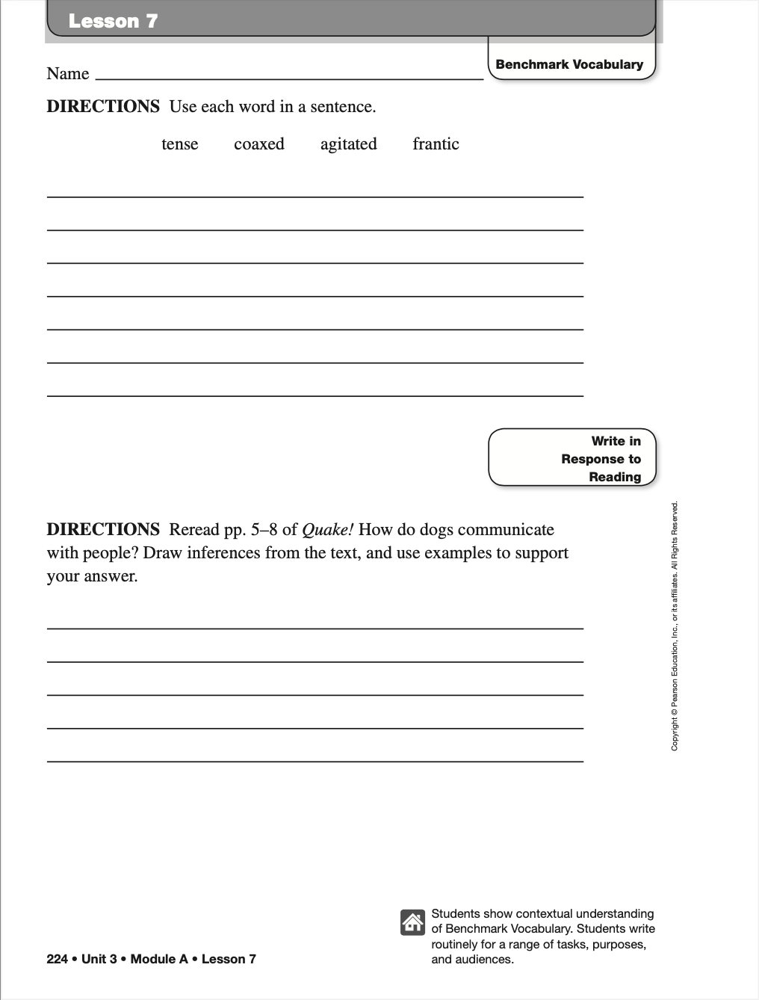 Lesson 7
Benchmark Vocabulary
Name
DIRECTIONS Use each word in a sentence.
tense coaxed agitated frantic
Write in
Response to
Reading
DIRECTIONS Reread pp. 5–8 of Quake! How do dogs communicate
with people? Draw inferences from the text, and use examples to support
your answer.
Copyright © Pearson Education, Inc., or its affiliates. All Rights Reserved.
Students show contextual understanding
of Benchmark Vocabulary. Students write
routinely for a range of tasks, purposes,
and audiences.
224 • Unit 3 • Module A • Lesson 7